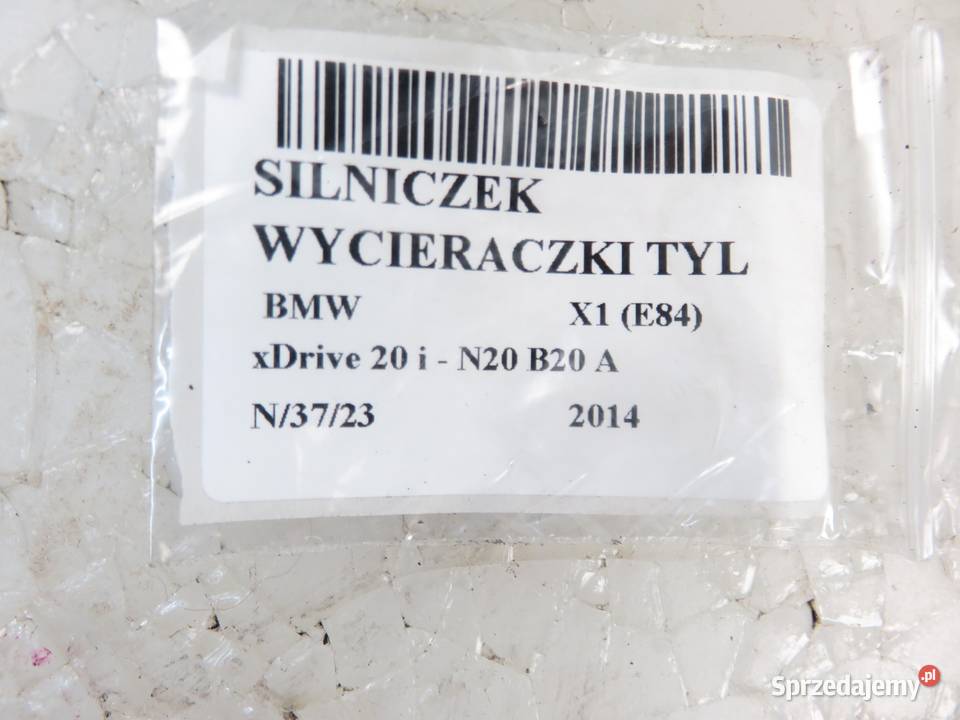 SILNICZEK
WYCIERACZKI TYL
BMW X1 (E84)
xDrive 20 i - N20 B20 A
N/37/23 2014
Sprzedajemy.pl